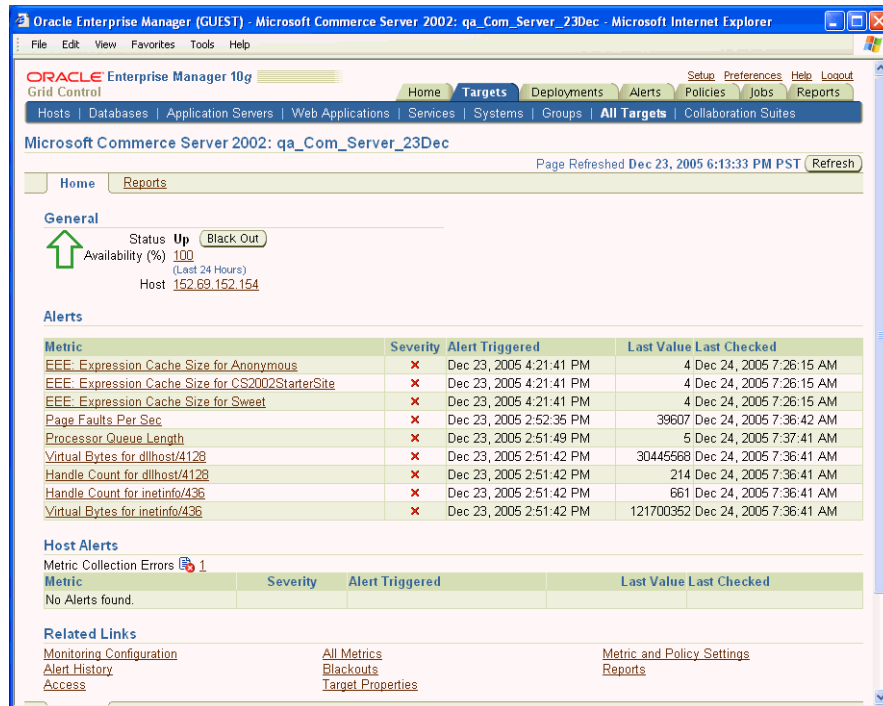 Oracle Enterprise Manager (GUEST) - Microsoft Commerce Server 2002: qa_Com_Server_23Dec - Microsoft Internet Explorer
File Edit View Favorites Tools Help
ORACLE Enterprise Manager 10g
Setup Preferences Help Logout
Grid Control
Home Targets Deployments Alerts Policies Jobs Reports
Hosts | Databases | Application Servers | Web Applications | Services | Systems | Groups | All Targets | Collaboration Suites
Microsoft Commerce Server 2002: qa_Com_Server_23Dec
Page Refreshed Dec 23, 2005 6:13:33 PM PST Refresh
Home Reports
General
Status Up Black Out
Availability (%) 100
(Last 24 Hours)
Host 152.69.152.154
Alerts
Metric Severity Alert Triggered Last Value Last Checked
EEE: Expression Cache Size for Anonymous Dec 23, 2005 4:21:41 PM 4 Dec 24, 2005 7:26:15 AM
EEE: Expression Cache Size for CS2002StarterSite Dec 23, 2005 4:21:41 PM 4 Dec 24, 2005 7:26:15 AM
EEE: Expression Cache Size for Sweet Dec 23, 2005 4:21:41 PM 4 Dec 24, 2005 7:26:15 AM
Page Faults Per Sec Dec 23, 2005 2:52:35 PM 39607 Dec 24, 2005 7:36:42 AM
Processor Queue Length Dec 23, 2005 2:51:49 PM 5 Dec 24, 2005 7:37:41 AM
Virtual Bytes for dllhost/4128 Dec 23, 2005 2:51:42 PM 30445568 Dec 24, 2005 7:36:41 AM
Handle Count for dllhost/4128 Dec 23, 2005 2:51:42 PM 214 Dec 24, 2005 7:36:41 AM
Handle Count for inetinfo/436 Dec 23, 2005 2:51:42 PM 661 Dec 24, 2005 7:36:41 AM
Virtual Bytes for inetinfo/436 Dec 23, 2005 2:51:42 PM 121700352 Dec 24, 2005 7:36:41 AM
Host Alerts
Metric Collection Errors 1
Metric Severity Alert Triggered Last Value Last Checked
No Alerts found.
Related Links
Monitoring Configuration All Metrics Metric and Policy Settings
Alert History Blackouts Reports
Access Target Properties